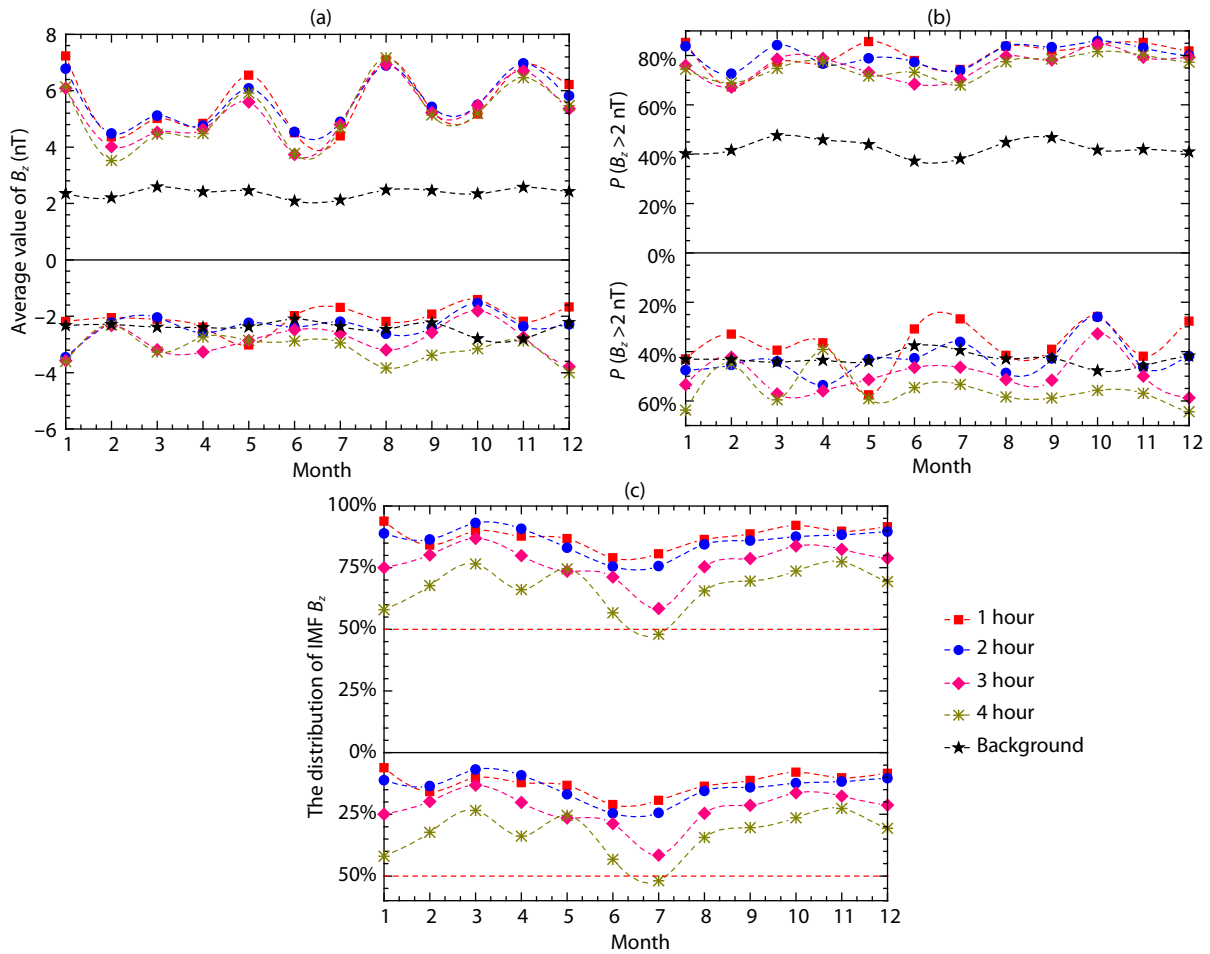 (a)
Average value of Bz (nT)
8
6
4
2
0
−2
−4
−6
1 2 3 4 5 6 7 8 9 10 11 12
Month
(b)
P (Bz >2 nT)
P (Bz >2 nT)
80%
60%
40%
20%
0%
20%
40%
60%
1 2 3 4 5 6 7 8 9 10 11 12
Month
(c)
The distribution of IMF Bz
100%
75%
50%
25%
0%
25%
50%
1 2 3 4 5 6 7 8 9 10 11 12
Month
1 hour
2 hour
3 hour
4 hour
Background